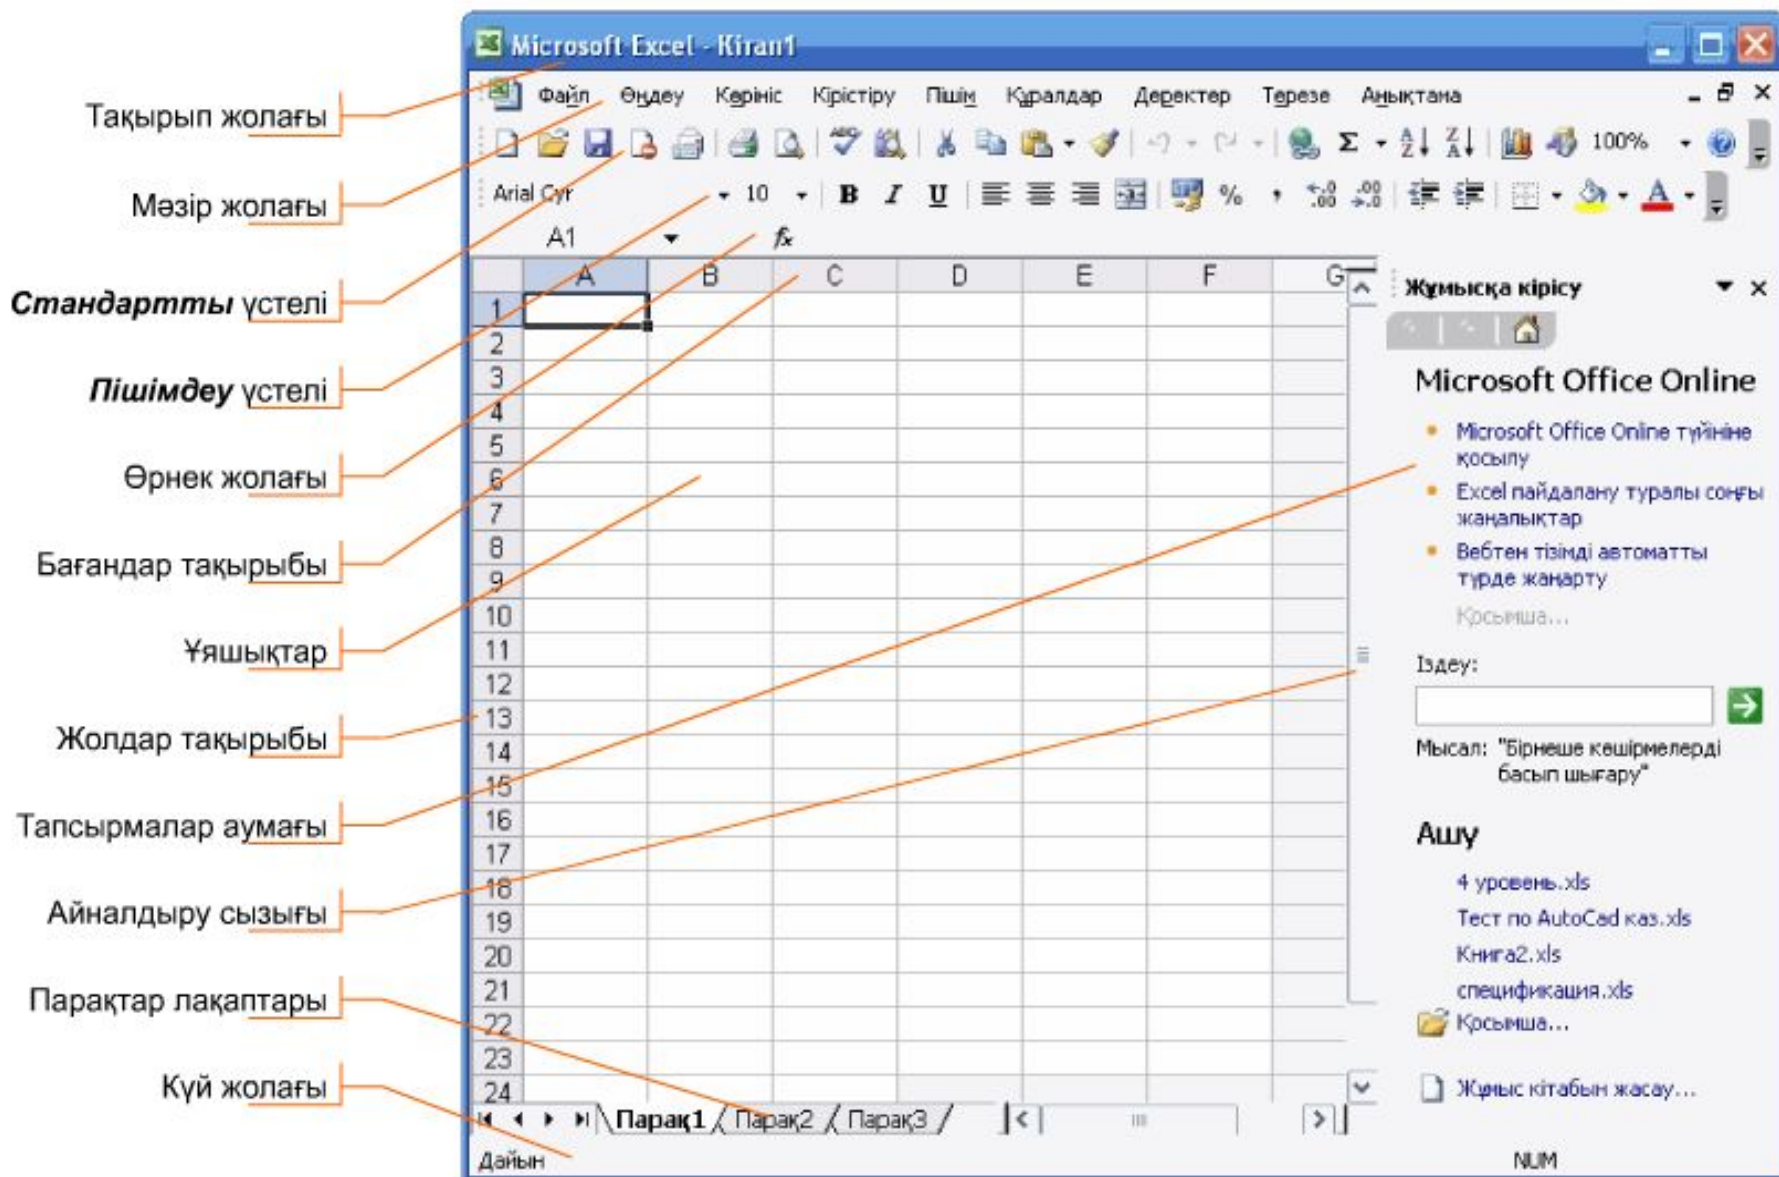 Тақырып жолағы
Мәзір жолағы
Стандартты үстелі
Пішімдеу үстелі
Өрнек жолағы
Бағандар тақырыбы
Ұяшықтар
Жолдар тақырыбы
Тапсырмалар аумағы
Айналдыру сызығы
Парақтар лақаптары
Күй жолағы
Microsoft Excel - Кітап1
Файл Өңдеу Көрініс Кірістіру Пішім Құралдар Деректер Терезе Анықтама
100%
Arial Cyr 10 B I U %
A1 fx
A B C D E F G
1
2
3
4
5
6
7
8
9
10
11
12
13
14
15
16
17
18
19
20
21
22
23
24
Парақ1 Парақ2 Парақ3
Дайын NUM
Жұмысқа кірісу
Microsoft Office Online
Microsoft Office Online түйініне
қосылу
Excel пайдалану туралы соңғы
жаңалықтар
Вебтен тізімді автоматты
түрде жаңарту
Қосымша...
Іздеу:
Мысал: "Бірнеше көшірмелерді
басып шығару"
Ашу
4 уровень.xls
Тест по AutoCad каз.xls
Книга2.xls
спецификация.xls
Қосымша...
Жұмыс кітабын жасау...